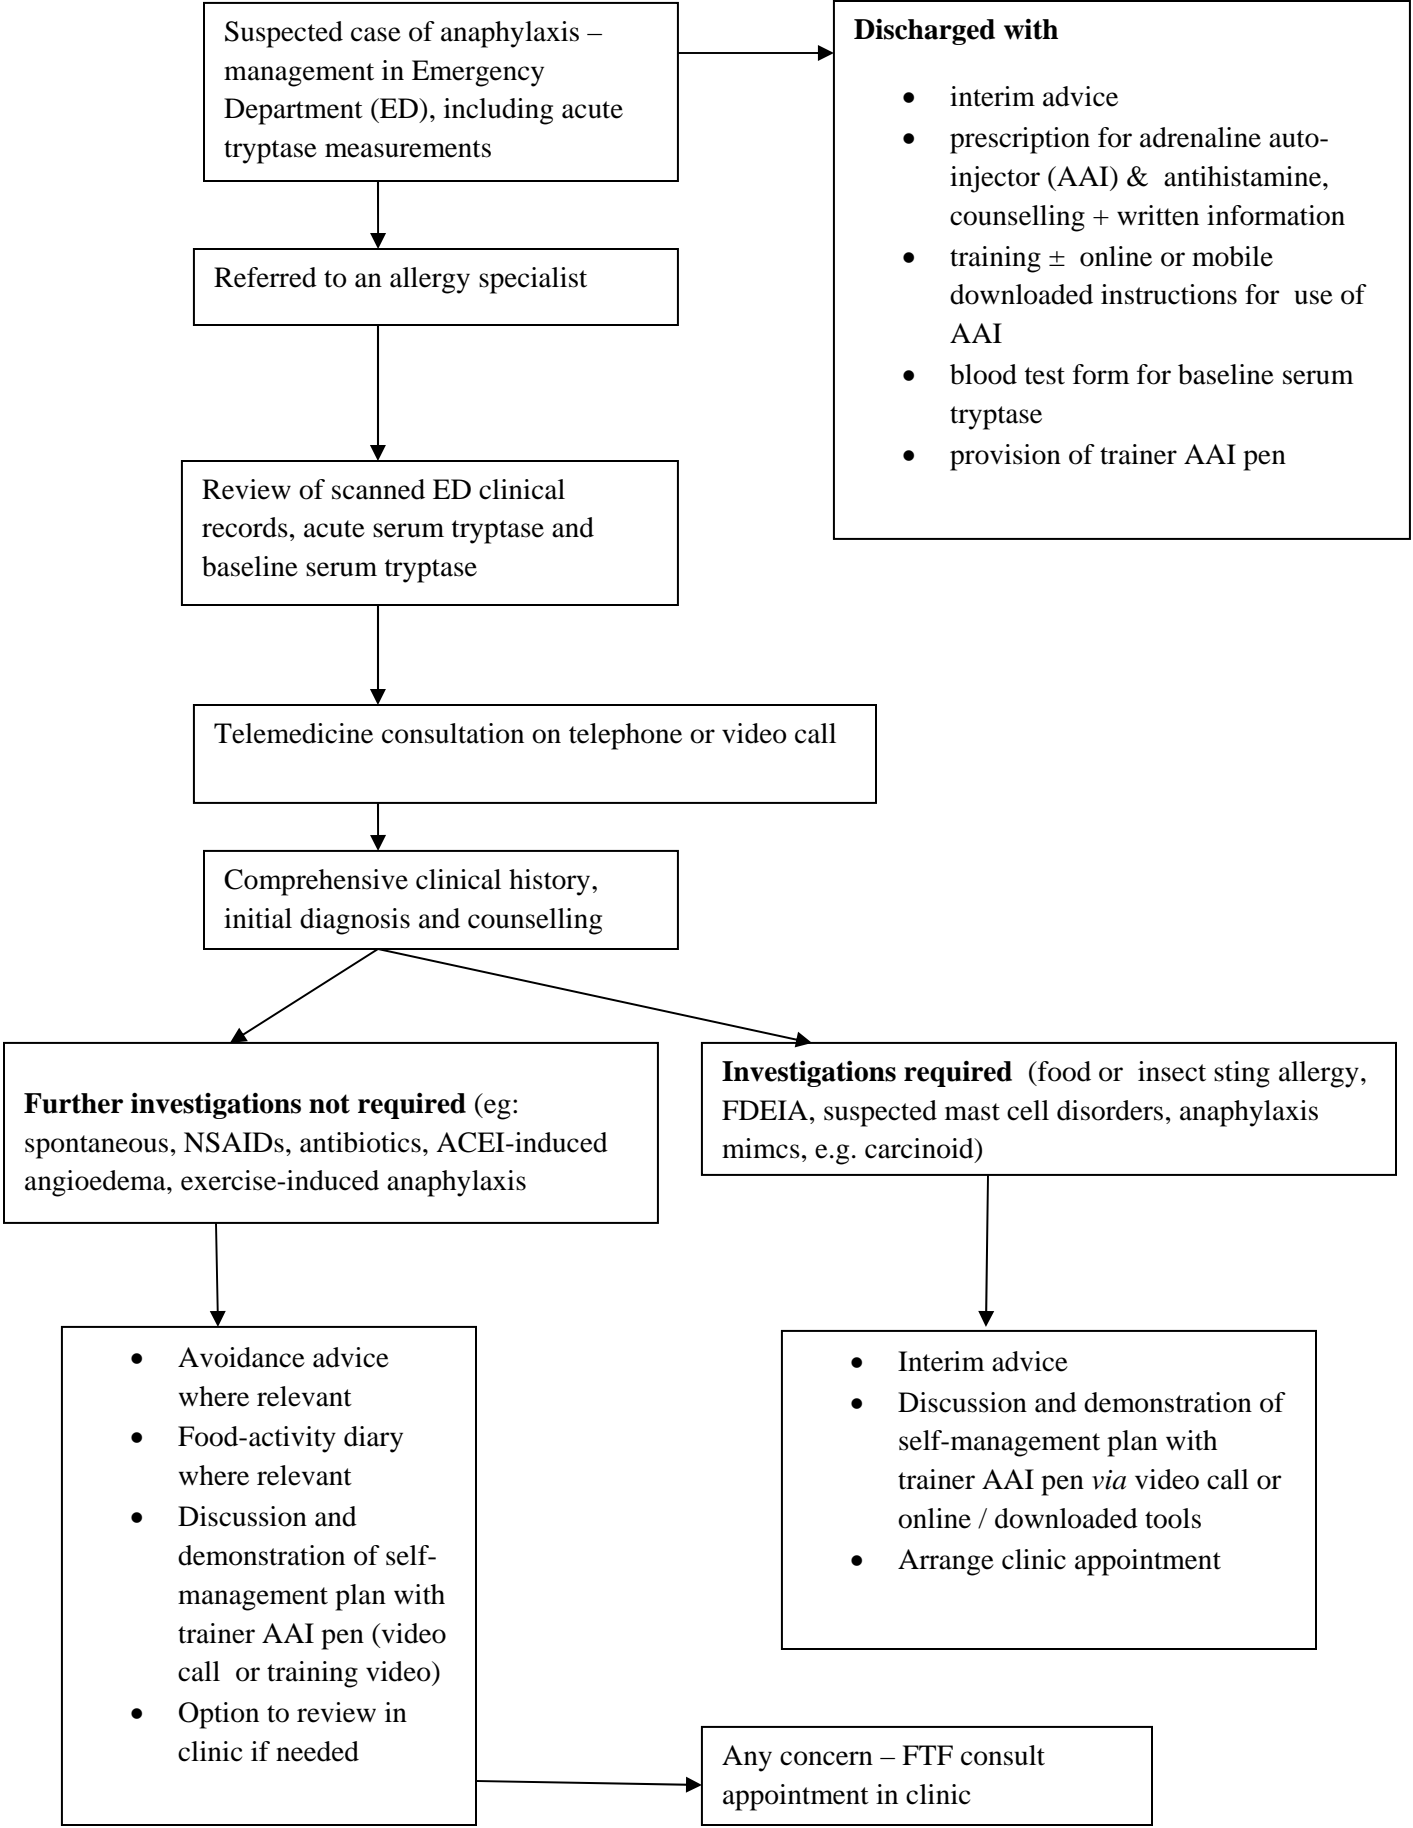 Suspected case of anaphylaxis –
management in Emergency
Department (ED), including acute
tryptase measurements
Discharged with
• interim advice
• prescription for adrenaline auto-
injector (AAI) & antihistamine,
counselling + written information
• training ± online or mobile
downloaded instructions for use of
AAI
• blood test form for baseline serum
tryptase
• provision of trainer AAI pen
Referred to an allergy specialist
Review of scanned ED clinical
records, acute serum tryptase and
baseline serum tryptase
Telemedicine consultation on telephone or video call
Comprehensive clinical history,
initial diagnosis and counselling
Further investigations not required (eg:
spontaneous, NSAIDs, antibiotics, ACEI-induced
angioedema, exercise-induced anaphylaxis
Investigations required (food or insect sting allergy,
FDEIA, suspected mast cell disorders, anaphylaxis
mimcs, e.g. carcinoid)
• Avoidance advice
where relevant
• Food-activity diary
where relevant
• Discussion and
demonstration of self-
management plan with
trainer AAI pen (video
call or training video)
• Option to review in
clinic if needed
• Interim advice
• Discussion and demonstration of
self-management plan with
trainer AAI pen via video call or
online / downloaded tools
• Arrange clinic appointment
Any concern – FTF consult
appointment in clinic